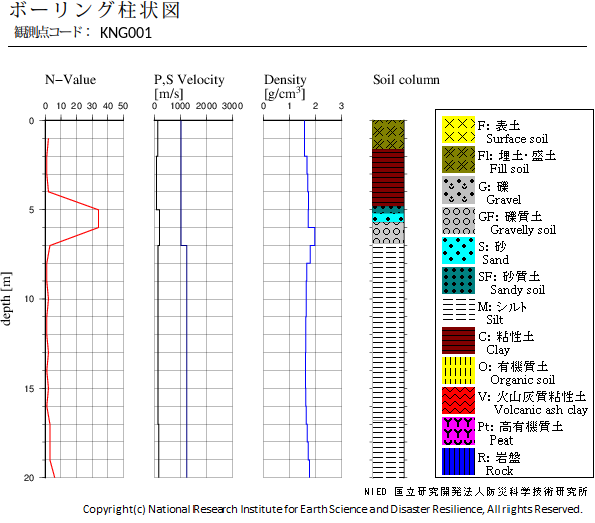 ボーリング柱状図
観測点コード： KNG001
N−Value P,S Velocity Density Soil column
[m/s] [g/cm³]
0 10 20 30 40 50 0 1000 2000 3000 0 1 2 3
0
5
10
15
20
depth [m]
F: 表土
Surface soil
Fl: 埋土・盛土
Fill soil
G: 礫
Gravel
GF: 礫質土
Gravelly soil
S: 砂
Sand
SF: 砂質土
Sandy soil
M: シルト
Silt
C: 粘性土
Clay
O: 有機質土
Organic soil
V: 火山灰質粘性土
Volcanic ash clay
Pt: 高有機質土
Peat
R: 岩盤
Rock
NIED 国立研究開発法人防災科学技術研究所
Copyright(c) National Research Institute for Earth Science and Disaster Resilience, All rights Reserved.